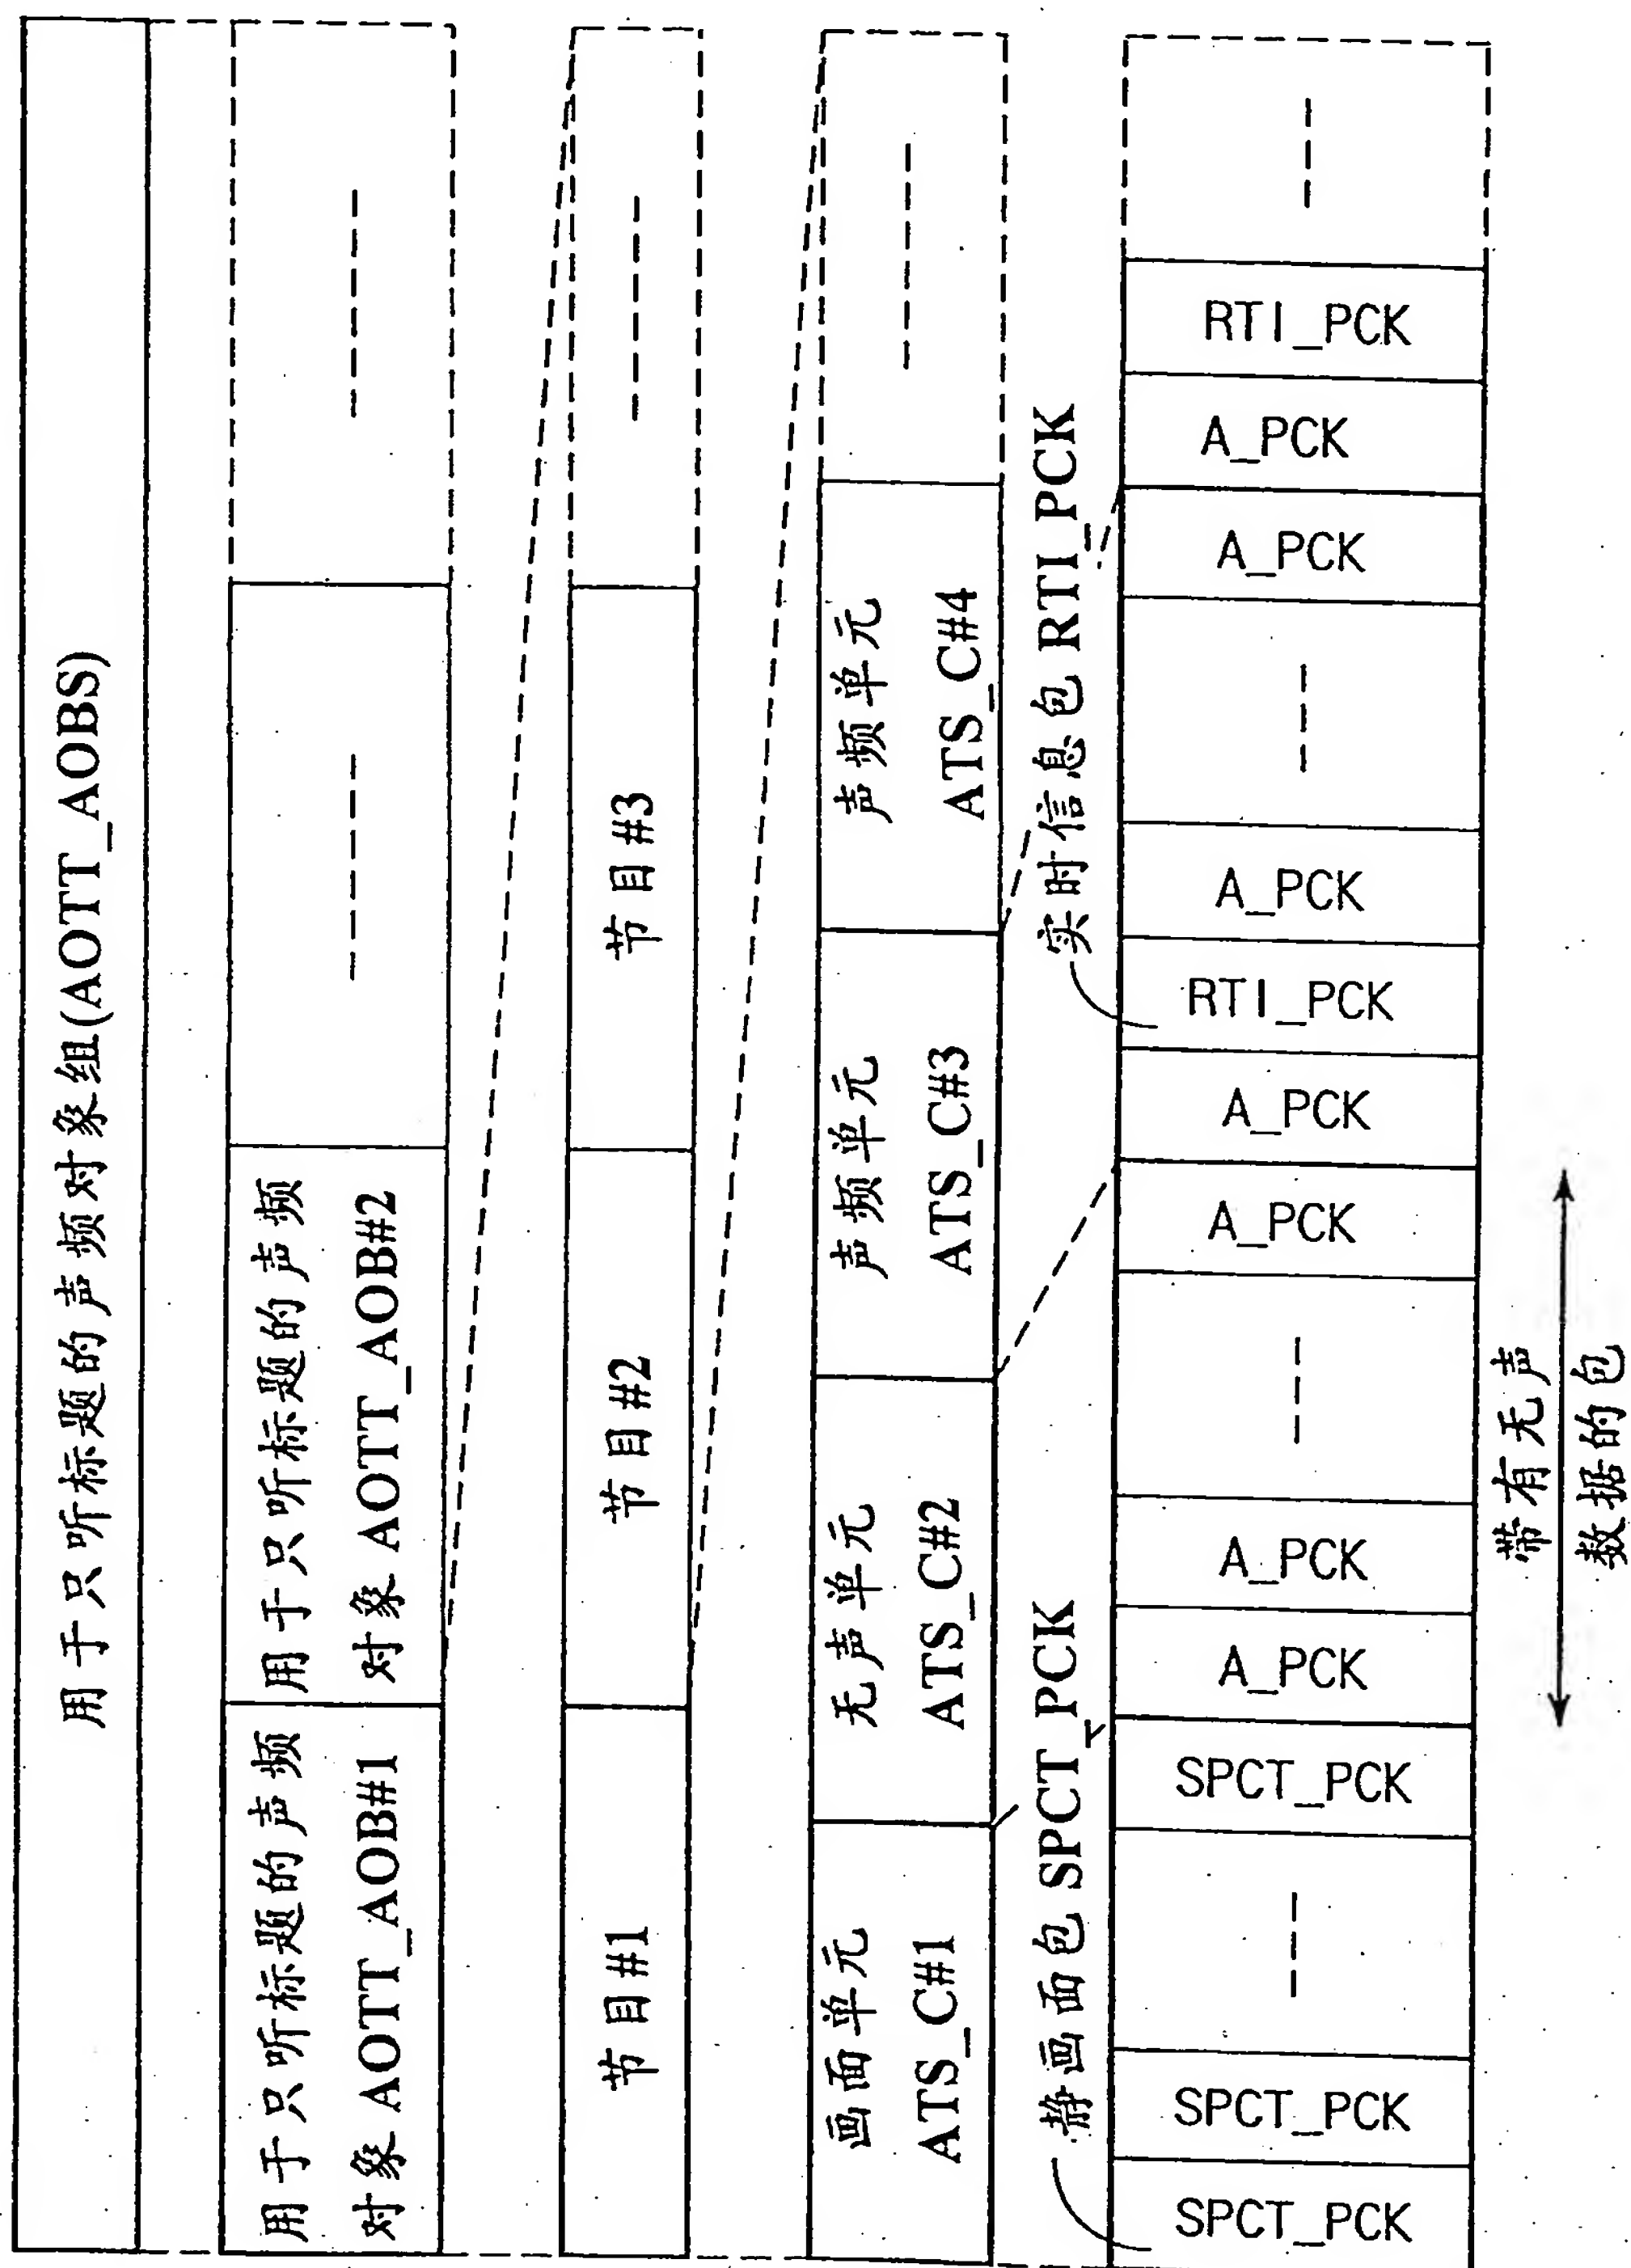 用于只听标题的声频对象组(AOTT_AOBS)
用于只听标题的声频
对象 AOTT_AOB#1
用于只听标题的声频
对象 AOTT_AOB#2
节目#1
节目#2
节目#3
画面单元
ATS_C#1
无声单元
ATS_C#2
声频单元
ATS_C#3
声频单元
ATS_C#4
静画面包 SPCT_PCK
实时信息包 RTI_PCK
SPCT_PCK
SPCT_PCK
SPCT_PCK
A_PCK
A_PCK
A_PCK
A_PCK
RTI_PCK
A_PCK
A_PCK
A_PCK
RTI_PCK
带有无声
数据的包